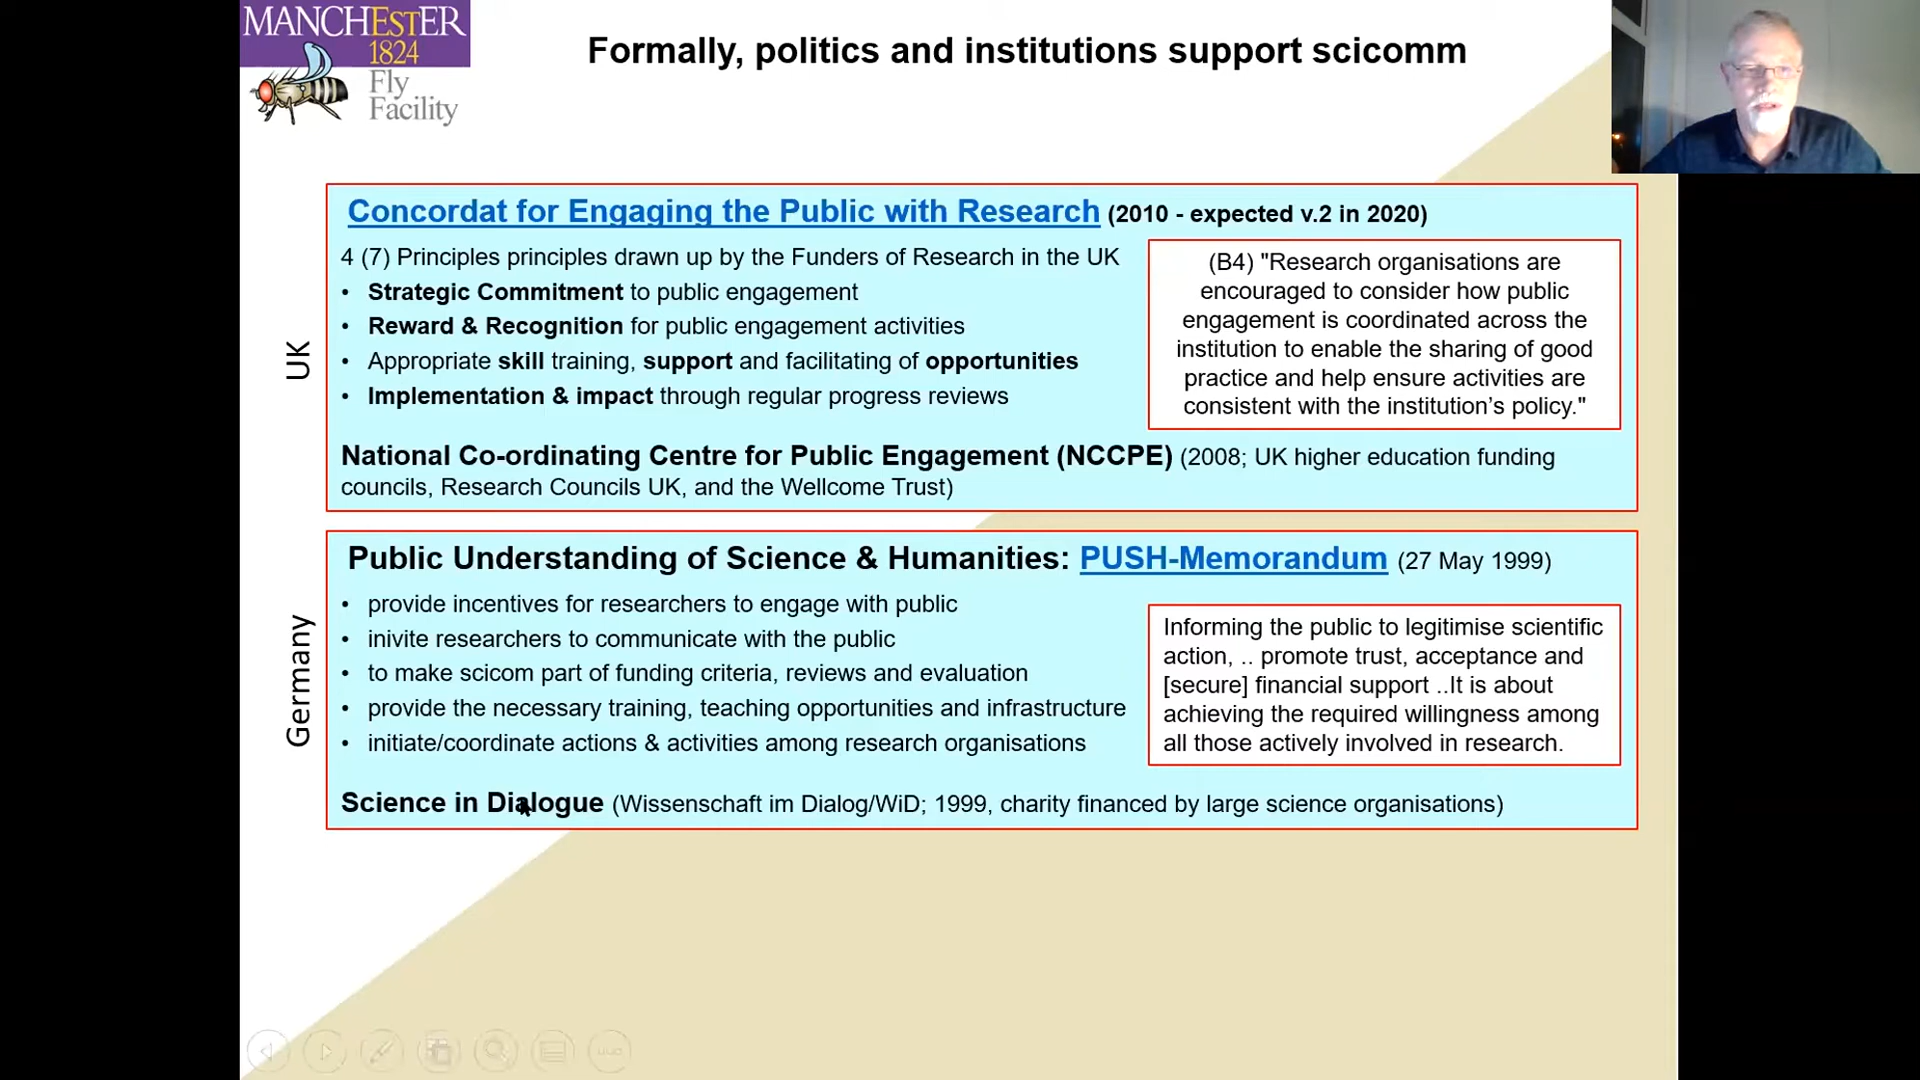 MANCHESTER
1824
Fly
Facility
Formally, politics and institutions support scicomm
UK
Concordat for Engaging the Public with Research (2010 - expected v.2 in 2020)
4 (7) Principles principles drawn up by the Funders of Research in the UK
• Strategic Commitment to public engagement
• Reward & Recognition for public engagement activities
• Appropriate skill training, support and facilitating of opportunities
• Implementation & impact through regular progress reviews
(B4) "Research organisations are
encouraged to consider how public
engagement is coordinated across the
institution to enable the sharing of good
practice and help ensure activities are
consistent with the institution’s policy."
National Co-ordinating Centre for Public Engagement (NCCPE) (2008; UK higher education funding
councils, Research Councils UK, and the Wellcome Trust)
Germany
Public Understanding of Science & Humanities: PUSH-Memorandum (27 May 1999)
• provide incentives for researchers to engage with public
• inivite researchers to communicate with the public
• to make scicom part of funding criteria, reviews and evaluation
• provide the necessary training, teaching opportunities and infrastructure
• initiate/coordinate actions & activities among research organisations
Informing the public to legitimise scientific
action, .. promote trust, acceptance and
[secure] financial support ..It is about
achieving the required willingness among
all those actively involved in research.
Science in Dialogue (Wissenschaft im Dialog/WiD; 1999, charity financed by large science organisations)